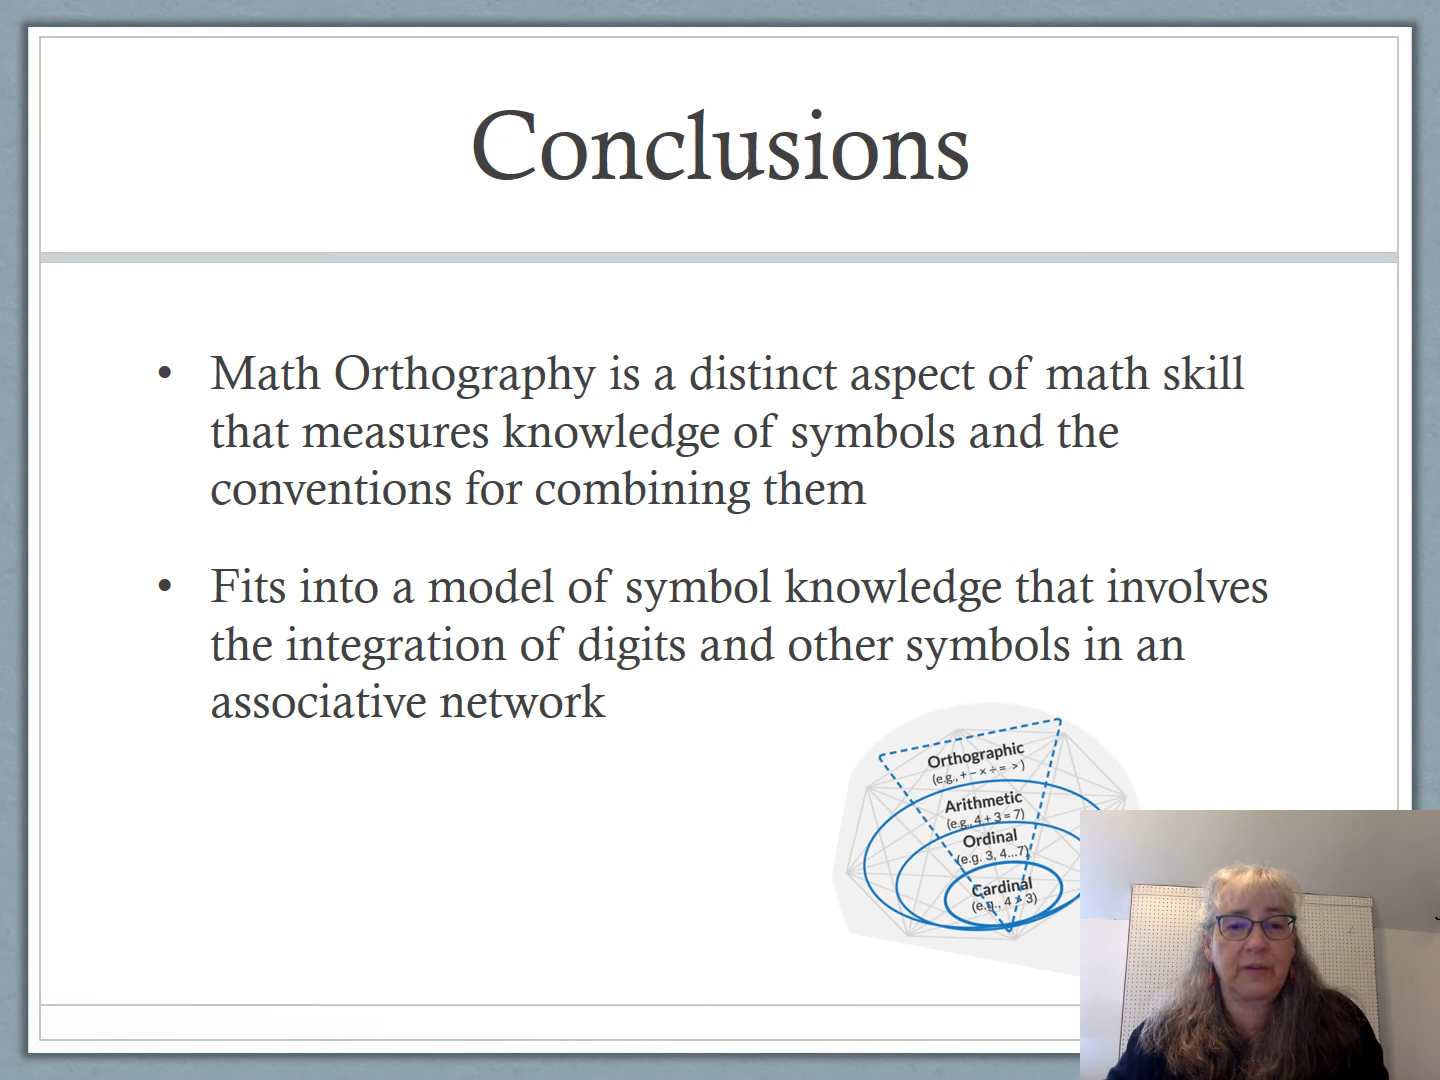 Conclusions
• Math Orthography is a distinct aspect of math skill
that measures knowledge of symbols and the
conventions for combining them
• Fits into a model of symbol knowledge that involves
the integration of digits and other symbols in an
associative network
Orthographic
(e.g., + − × ÷ = > )
Arithmetic
(e.g., 4 + 3 = 7)
Ordinal
(e.g. 3, 4...7)
Cardinal
(e.g., 4 > 3)